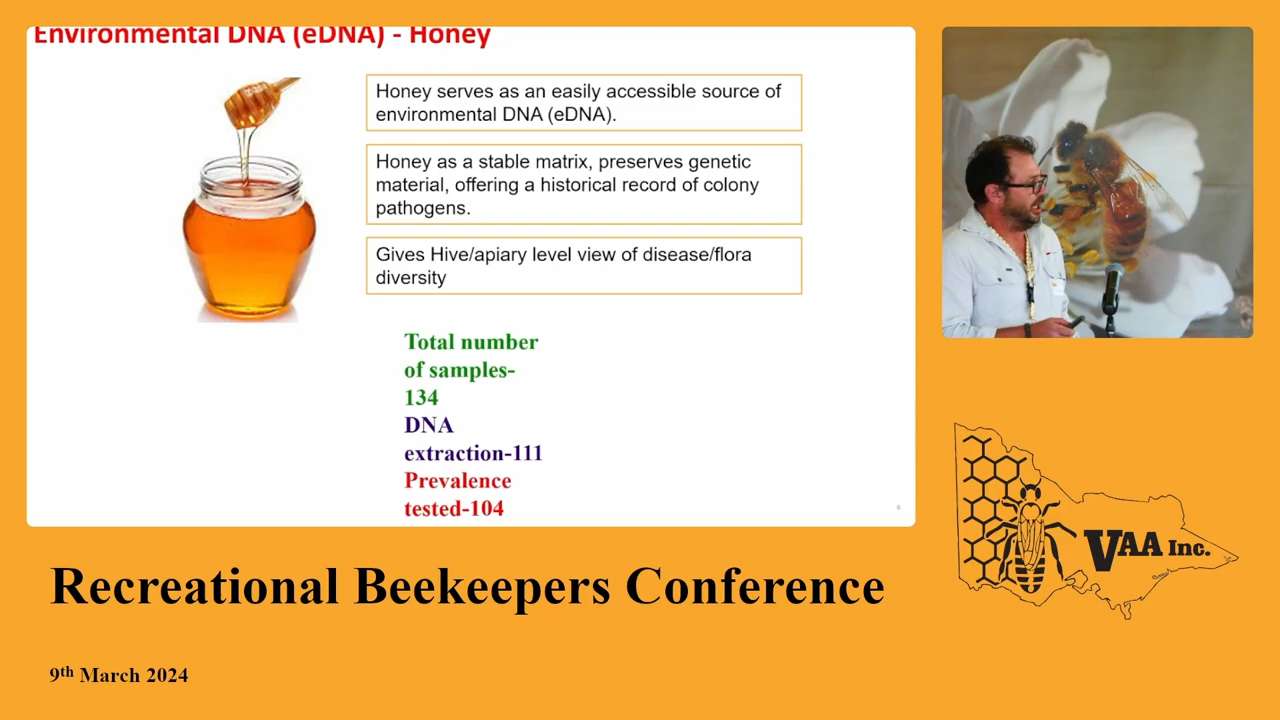 Environmental DNA (eDNA) - Honey
Honey serves as an easily accessible source of
environmental DNA (eDNA).
Honey as a stable matrix, preserves genetic
material, offering a historical record of colony
pathogens.
Gives Hive/apiary level view of disease/flora
diversity
Total number
of samples-
134
DNA
extraction-111
Prevalence
tested-104
6
VAA Inc.
Recreational Beekeepers Conference
9th March 2024